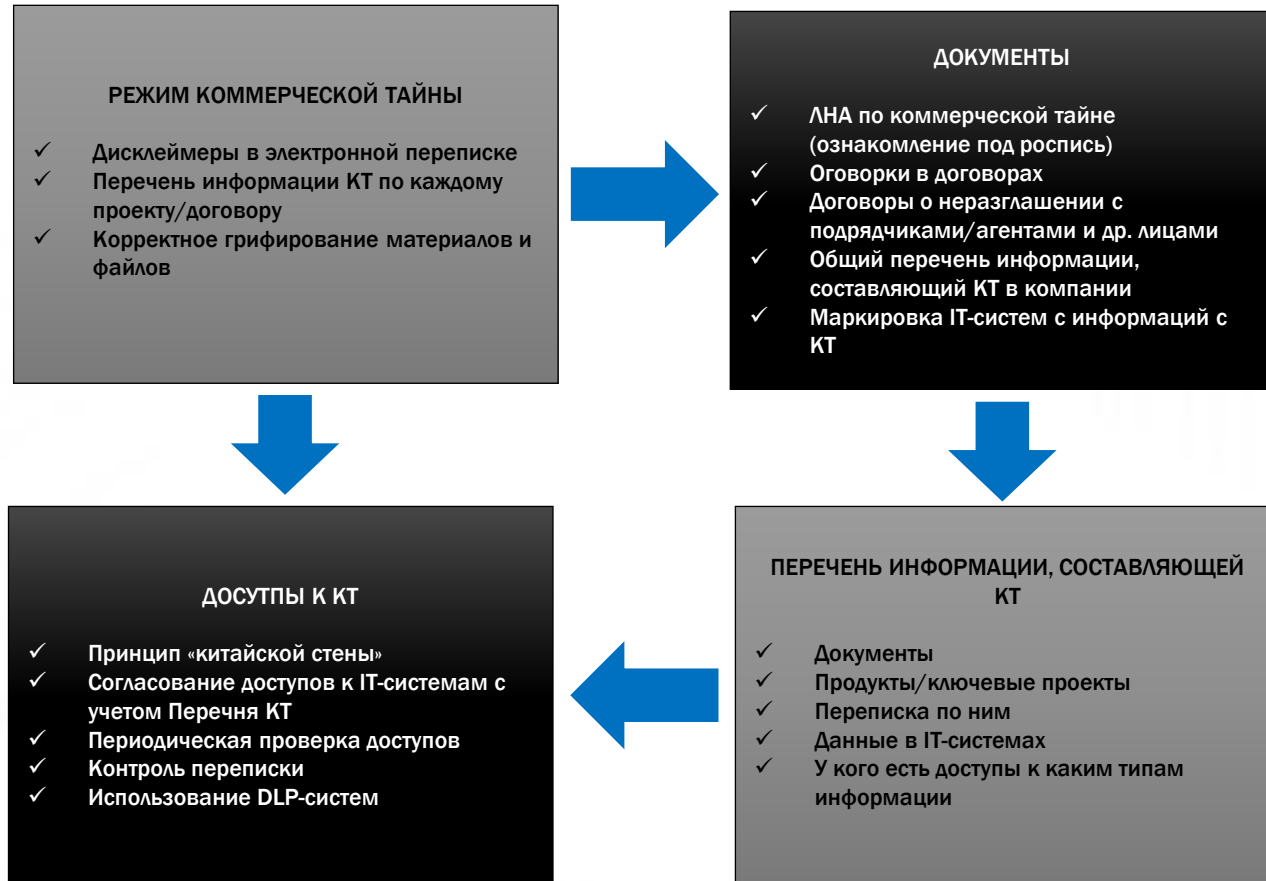 РЕЖИМ КОММЕРЧЕСКОЙ ТАЙНЫ
✓ Дисклеймеры в электронной переписке
✓ Перечень информации КТ по каждому
проекту/договору
✓ Корректное грифирование материалов и
файлов
ДОКУМЕНТЫ
✓ ЛНА по коммерческой тайне
(ознакомление под роспись)
✓ Оговорки в договорах
✓ Договоры о неразглашении с
подрядчиками/агентами и др. лицами
✓ Общий перечень информации,
составляющий КТ в компании
✓ Маркировка IT-систем с информаций с
КТ
ДОСУТПЫ К КТ
✓ Принцип «китайской стены»
✓ Согласование доступов к IT-системам с
учетом Перечня КТ
✓ Периодическая проверка доступов
✓ Контроль переписки
✓ Использование DLP-систем
ПЕРЕЧЕНЬ ИНФОРМАЦИИ, СОСТАВЛЯЮЩЕЙ
КТ
✓ Документы
✓ Продукты/ключевые проекты
✓ Переписка по ним
✓ Данные в IT-системах
✓ У кого есть доступы к каким типам
информации